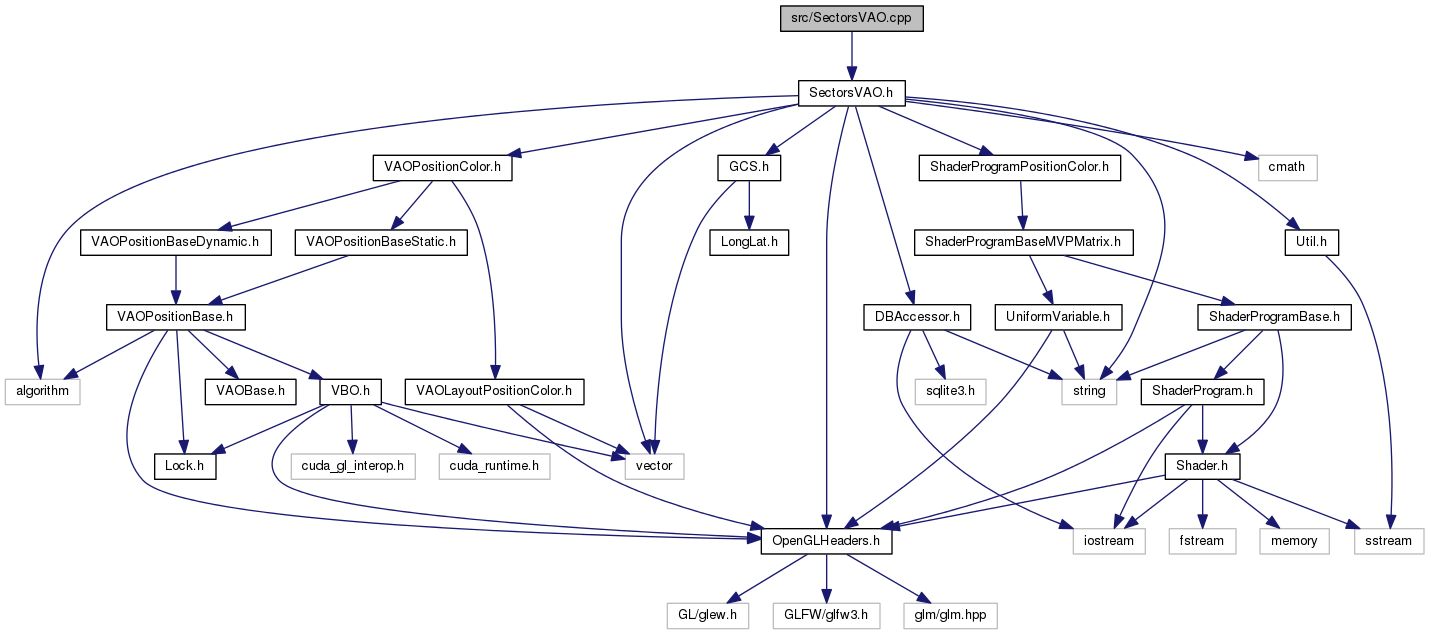 src/SectorsVAO.cpp
SectorsVAO.h
VAOPositionColor.h
GCS.h
ShaderProgramPositionColor.h
cmath
VAOPositionBaseDynamic.h
VAOPositionBaseStatic.h
LongLat.h
ShaderProgramBaseMVPMatrix.h
Util.h
VAOPositionBase.h
DBAccessor.h
UniformVariable.h
ShaderProgramBase.h
algorithm
VAOBase.h
VBO.h
VAOLayoutPositionColor.h
sqlite3.h
string
ShaderProgram.h
Lock.h
cuda_gl_interop.h
cuda_runtime.h
vector
Shader.h
OpenGLHeaders.h
iostream
fstream
memory
sstream
GL/glew.h
GLFW/glfw3.h
glm/glm.hpp